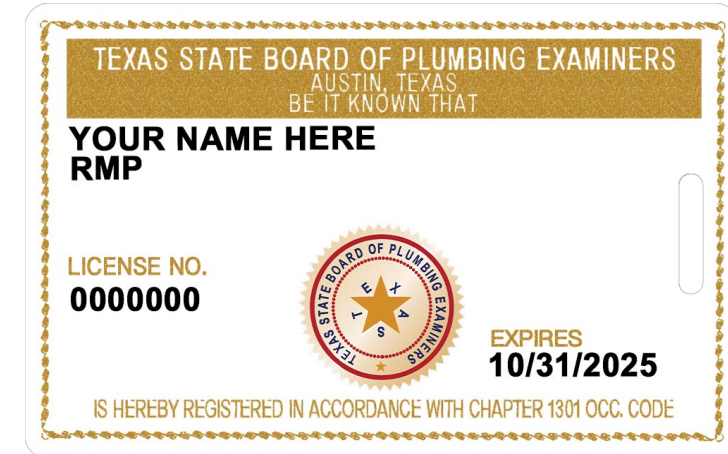 TEXAS STATE BOARD OF PLUMBING EXAMINERS
AUSTIN, TEXAS
BE IT KNOWN THAT
YOUR NAME HERE
RMP
LICENSE NO.
0000000
TEXAS STATE BOARD OF PLUMBING EXAMINERS
TEXAS
EXPIRES
10/31/2025
IS HEREBY REGISTERED IN ACCORDANCE WITH CHAPTER 1301 OCC. CODE